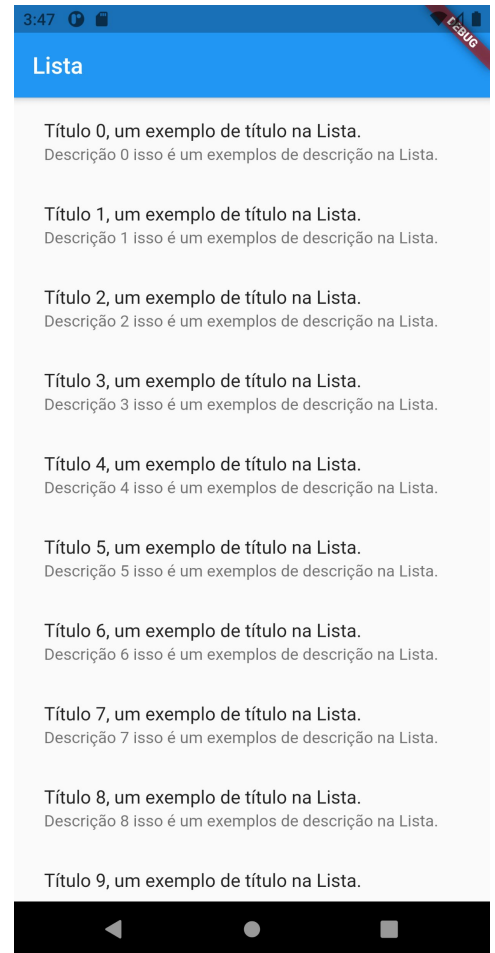 3:47
DEBUG
Lista
Título 0, um exemplo de título na Lista.
Descrição 0 isso é um exemplos de descrição na Lista.
Título 1, um exemplo de título na Lista.
Descrição 1 isso é um exemplos de descrição na Lista.
Título 2, um exemplo de título na Lista.
Descrição 2 isso é um exemplos de descrição na Lista.
Título 3, um exemplo de título na Lista.
Descrição 3 isso é um exemplos de descrição na Lista.
Título 4, um exemplo de título na Lista.
Descrição 4 isso é um exemplos de descrição na Lista.
Título 5, um exemplo de título na Lista.
Descrição 5 isso é um exemplos de descrição na Lista.
Título 6, um exemplo de título na Lista.
Descrição 6 isso é um exemplos de descrição na Lista.
Título 7, um exemplo de título na Lista.
Descrição 7 isso é um exemplos de descrição na Lista.
Título 8, um exemplo de título na Lista.
Descrição 8 isso é um exemplos de descrição na Lista.
Título 9, um exemplo de título na Lista.